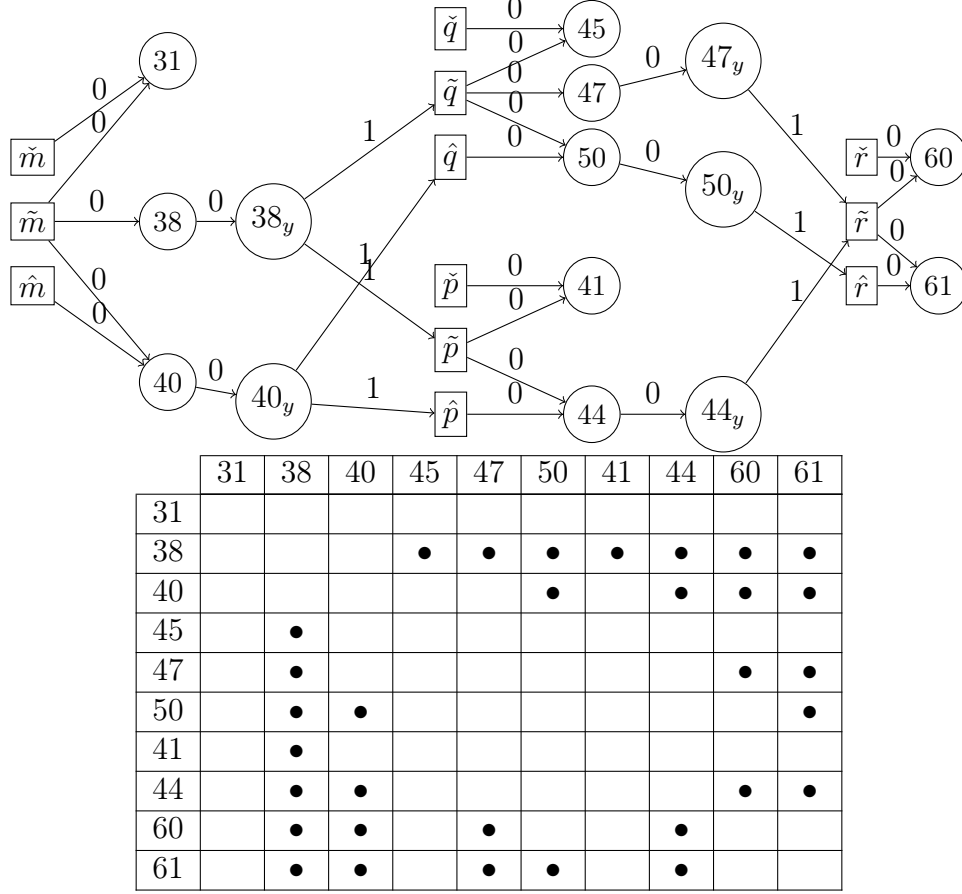 q̌ 0 45
0
31 0 47_y
0 q̃ 0 47
0 0
1 1
m̌ q̂ 0 50 0 ř 0 60
0
m̃ 0 38 0 38_y 50_y r̃
1 0
1
1 p̌ 0 41 r̂ 0 61
m̂ 0 0
0 1
p̃
0
40 0 40_y 1 p̂ 0 44 0 44_y
31 38 40 45 47 50 41 44 60 61
31
38 • • • • • • •
40 • • • •
45 •
47 • • •
50 • • •
41 •
44 • • • •
60 • • • •
61 • • • • •